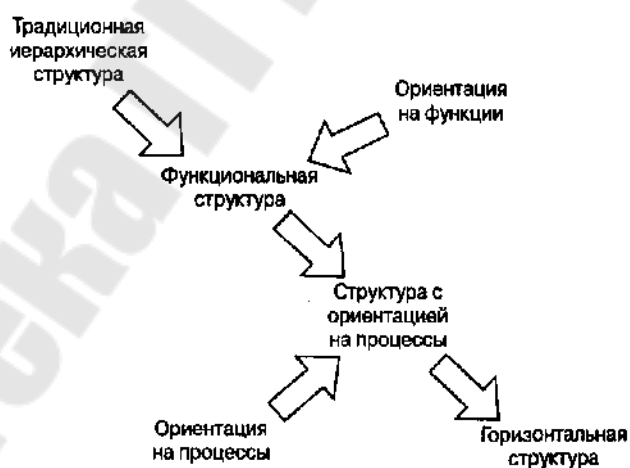 Традиционная
иерархическая
структура
Ориентация
на функции
Функциональная
структура
Структура с
ориентацией
на процессы
Ориентация
на процессы
Горизонтальная
структура